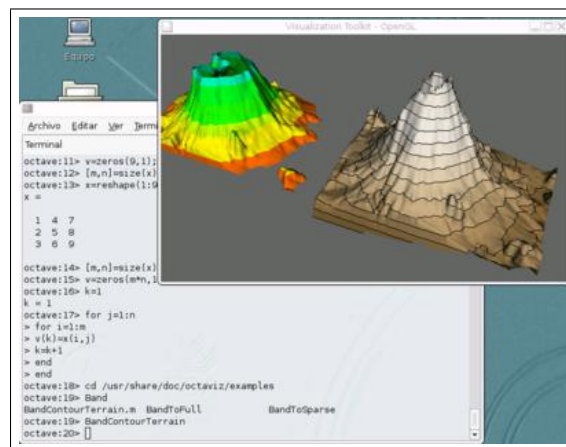 Visualization Toolkit - OpenGL
Equipo
Archivo Editar Ver
Terminal
octave:11> v=zeros(9,1);
octave:12> [m,n]=size(x)
octave:13> x=reshape(1:9
x =
1 4 7
2 5 8
3 6 9
octave:14> [m,n]=size(x)
octave:15> v=zeros(m*n,1
octave:16> k=1
k = 1
octave:17> for j=1:n
> for i=1:m
> v(k)=x(i,j)
> k=k+1
> end
> end
octave:18> cd /usr/share/doc/octaviz/examples
octave:19> Band
BandContourTerrain.m BandToFull BandToSparse
octave:19> BandContourTerrain
octave:20>